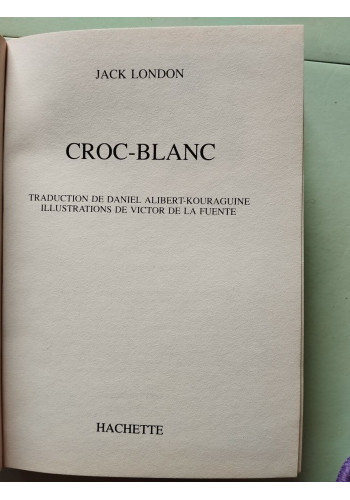 JACK LONDON
CROC-BLANC
TRADUCTION DE DANIEL ALIBERT-KOURAGUINE
ILLUSTRATIONS DE VICTOR DE LA FUENTE
HACHETTE